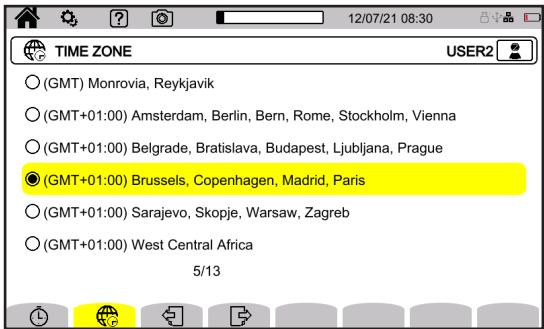 12/07/21 08:30
TIME ZONE
USER2
(GMT) Monrovia, Reykjavik
(GMT+01:00) Amsterdam, Berlin, Bern, Rome, Stockholm, Vienna
(GMT+01:00) Belgrade, Bratislava, Budapest, Ljubljana, Prague
(GMT+01:00) Brussels, Copenhagen, Madrid, Paris
(GMT+01:00) Sarajevo, Skopje, Warsaw, Zagreb
(GMT+01:00) West Central Africa
5/13